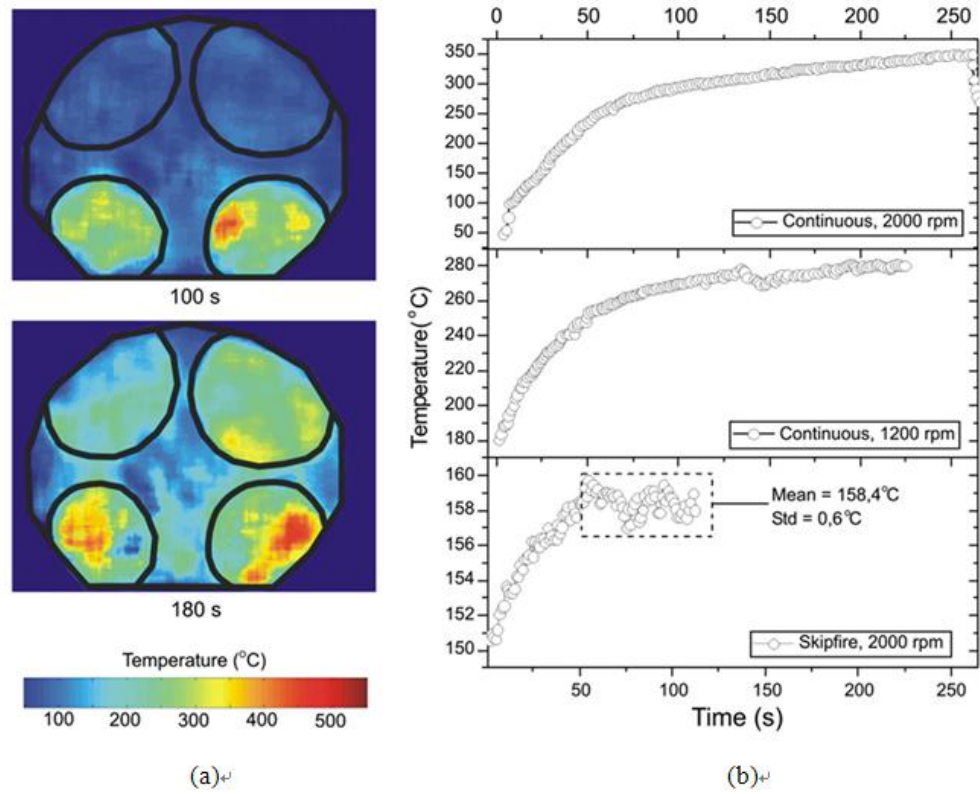 100 s
180 s
Temperature (°C)
100 200 300 400 500
(a)↵
0 50 100 150 200 250
350
300
250
200
150
100
50
Continuous, 2000 rpm
280
260
240
220
200
180
Continuous, 1200 rpm
160
158
156
154
152
150
Mean = 158,4°C
Std = 0,6°C
Skipfire, 2000 rpm
Temperature(°C)
0 50 100 150 200 250
Time (s)
(b)↵